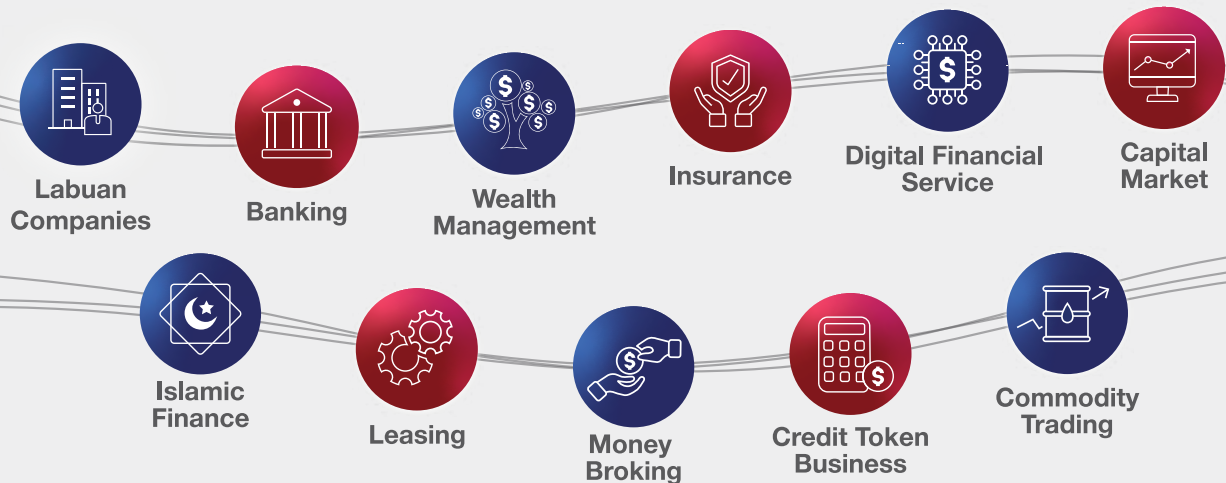 Labuan
Companies
Banking
Wealth
Management
Insurance
Digital Financial
Service
Capital
Market
Islamic
Finance
Leasing
Money
Broking
Credit Token
Business
Commodity
Trading